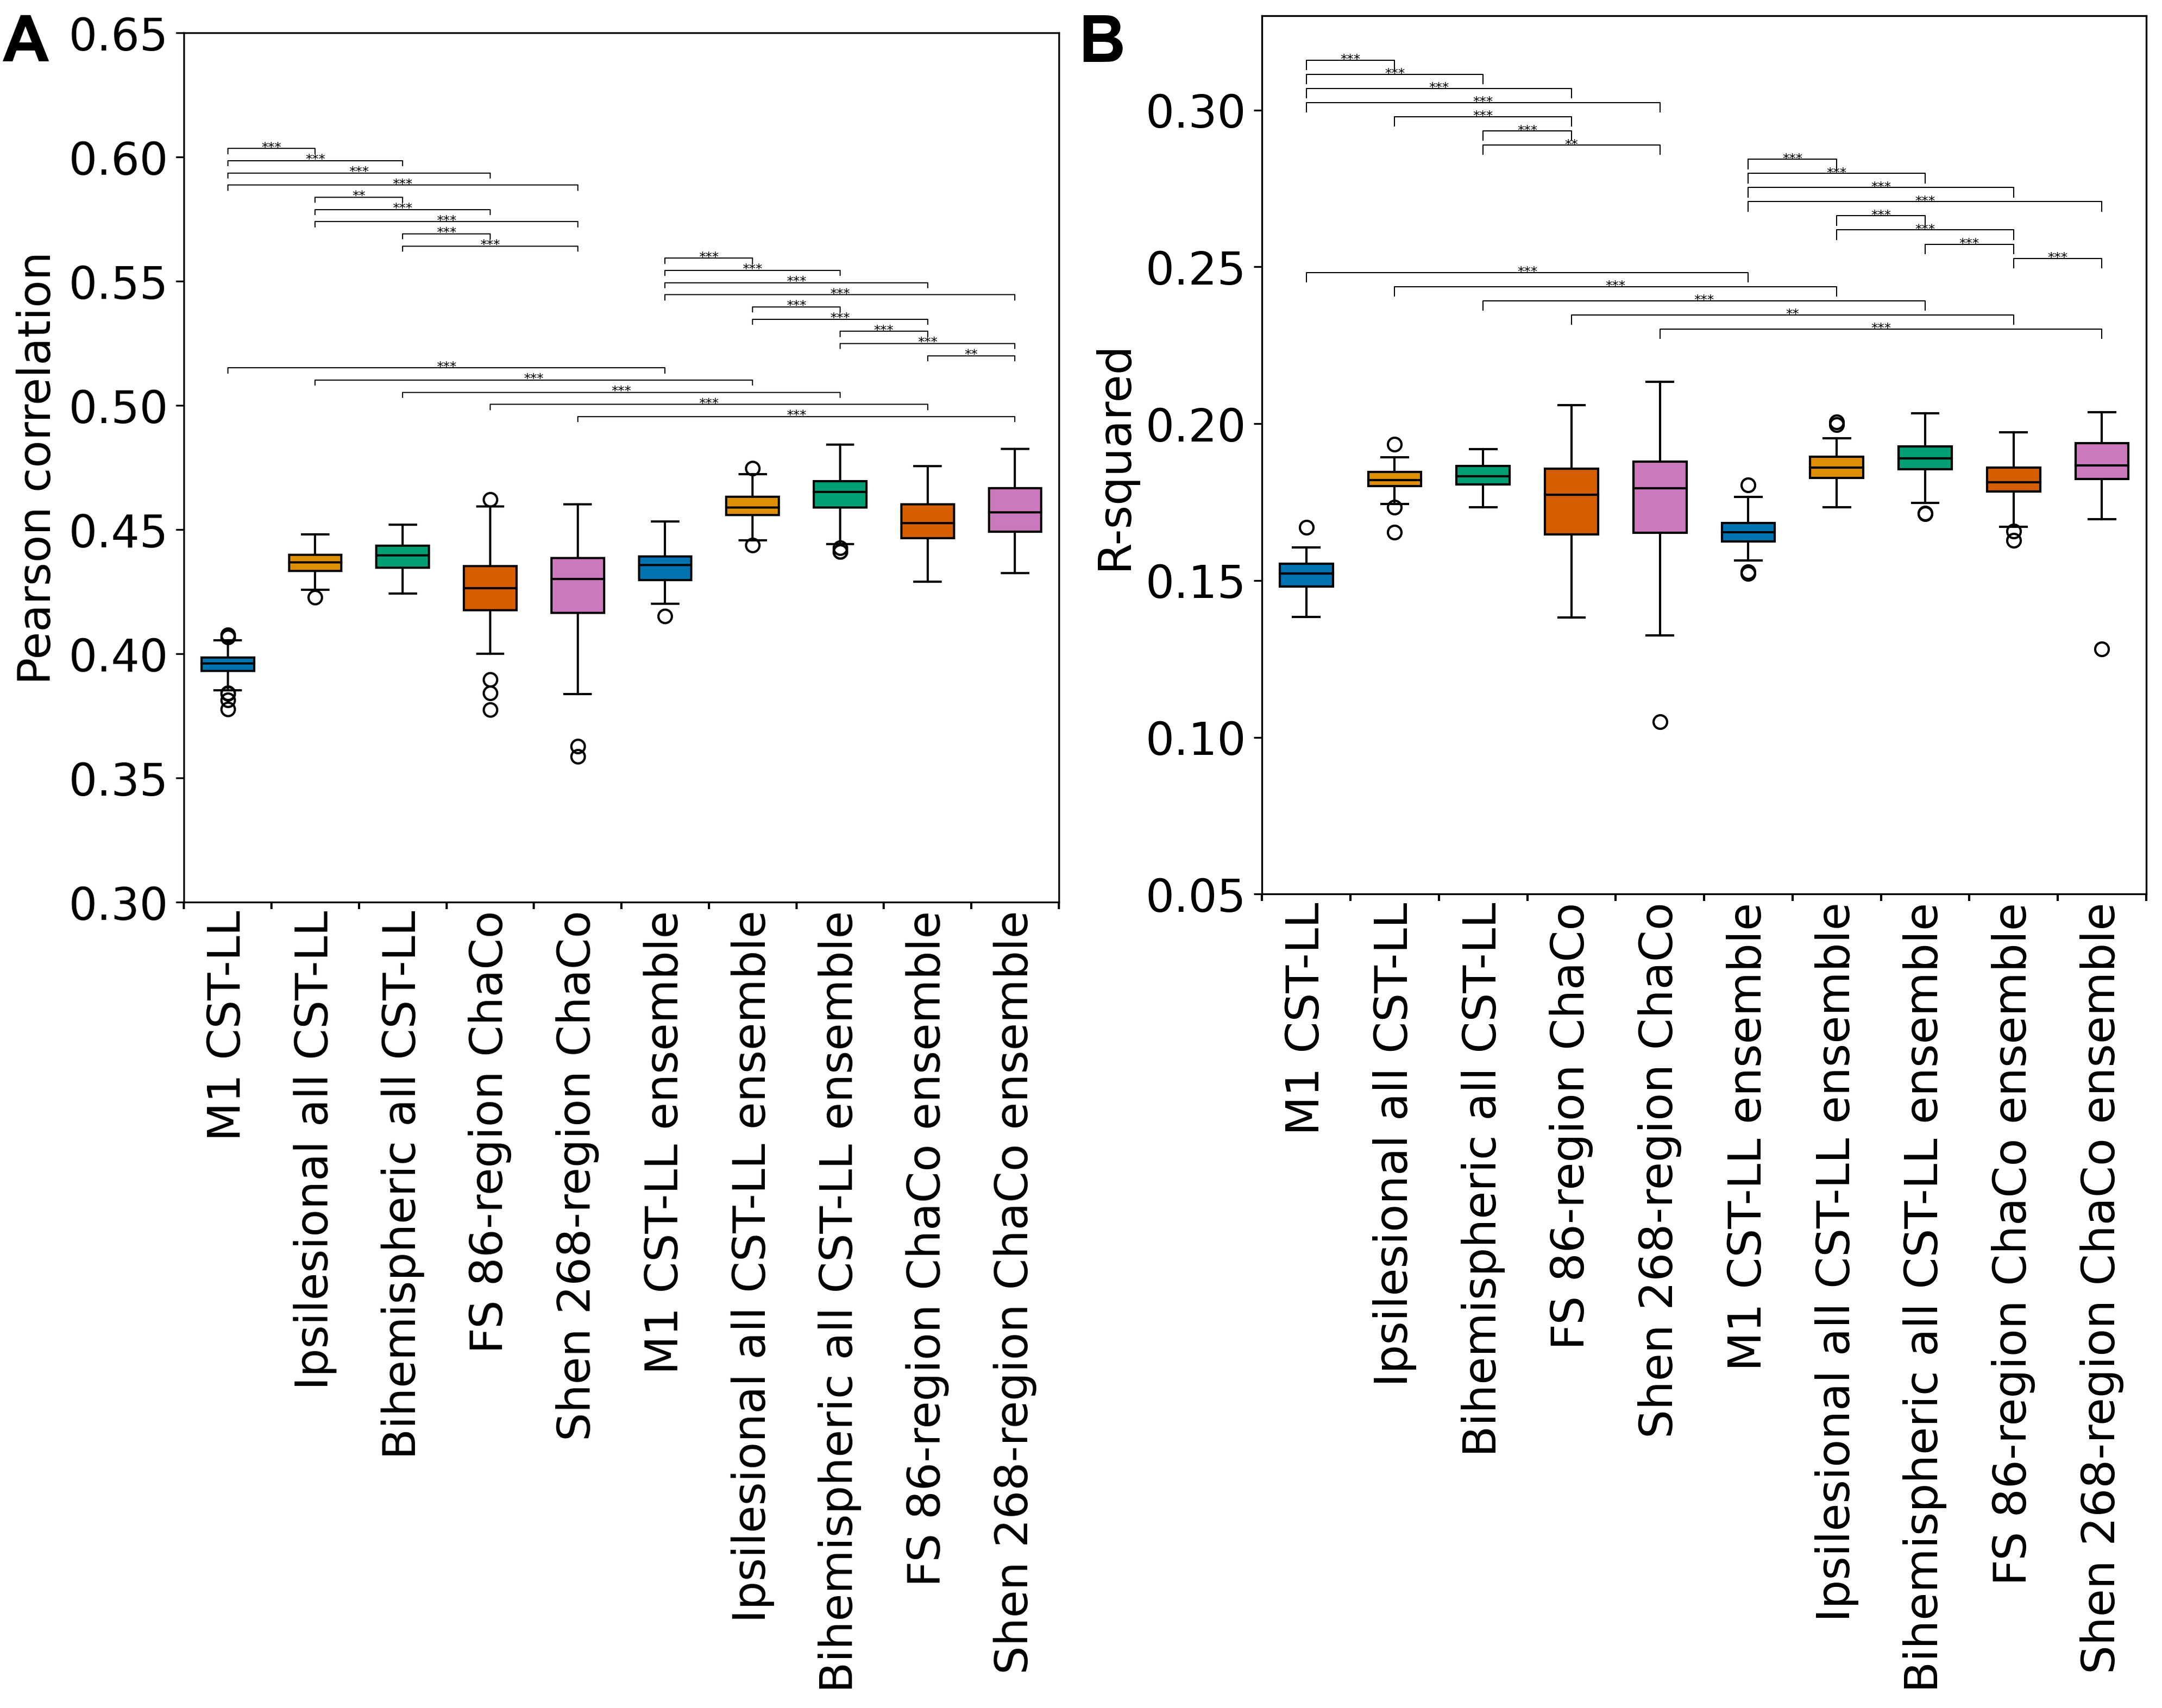 A
Pearson correlation
0.65
0.60
0.55
0.50
0.45
0.40
0.35
0.30
***
***
***
***
**
***
***
***
***
***
***
***
***
***
***
***
***
**
***
***
***
***
***
M1 CST-LL
Ipsilesional all CST-LL
Bihemispheric all CST-LL
FS 86-region ChaCo
Shen 268-region ChaCo
M1 CST-LL ensemble
Ipsilesional all CST-LL ensemble
Bihemispheric all CST-LL ensemble
FS 86-region ChaCo ensemble
Shen 268-region ChaCo ensemble
B
R-squared
0.30
0.25
0.20
0.15
0.10
0.05
***
***
***
***
***
***
**
***
***
***
***
***
***
***
***
***
***
***
**
***
M1 CST-LL
Ipsilesional all CST-LL
Bihemispheric all CST-LL
FS 86-region ChaCo
Shen 268-region ChaCo
M1 CST-LL ensemble
Ipsilesional all CST-LL ensemble
Bihemispheric all CST-LL ensemble
FS 86-region ChaCo ensemble
Shen 268-region ChaCo ensemble